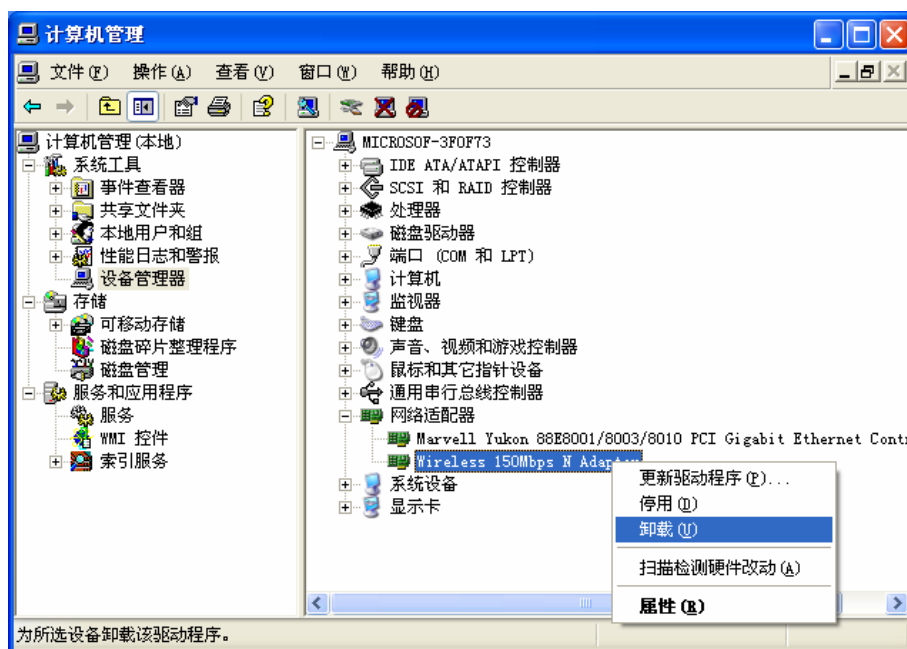 计算机管理
文件(F) 操作(A) 查看(V) 窗口(W) 帮助(H)
计算机管理(本地)
系统工具
事件查看器
共享文件夹
本地用户和组
性能日志和警报
设备管理器
存储
可移动存储
磁盘碎片整理程序
磁盘管理
服务和应用程序
服务
WMI 控件
索引服务
MICROSOF-3F0F73
IDE ATA/ATAPI 控制器
SCSI 和 RAID 控制器
处理器
磁盘驱动器
端口 (COM 和 LPT)
计算机
监视器
键盘
声音、视频和游戏控制器
鼠标和其它指针设备
通用串行总线控制器
网络适配器
Marvell Yukon 88E8001/8003/8010 PCI Gigabit Ethernet Cont
Wireless 150Mbps N Adapter
系统设备
显示卡
更新驱动程序(P)...
停用(D)
卸载(U)
扫描检测硬件改动(A)
属性(R)
为所选设备卸载该驱动程序。